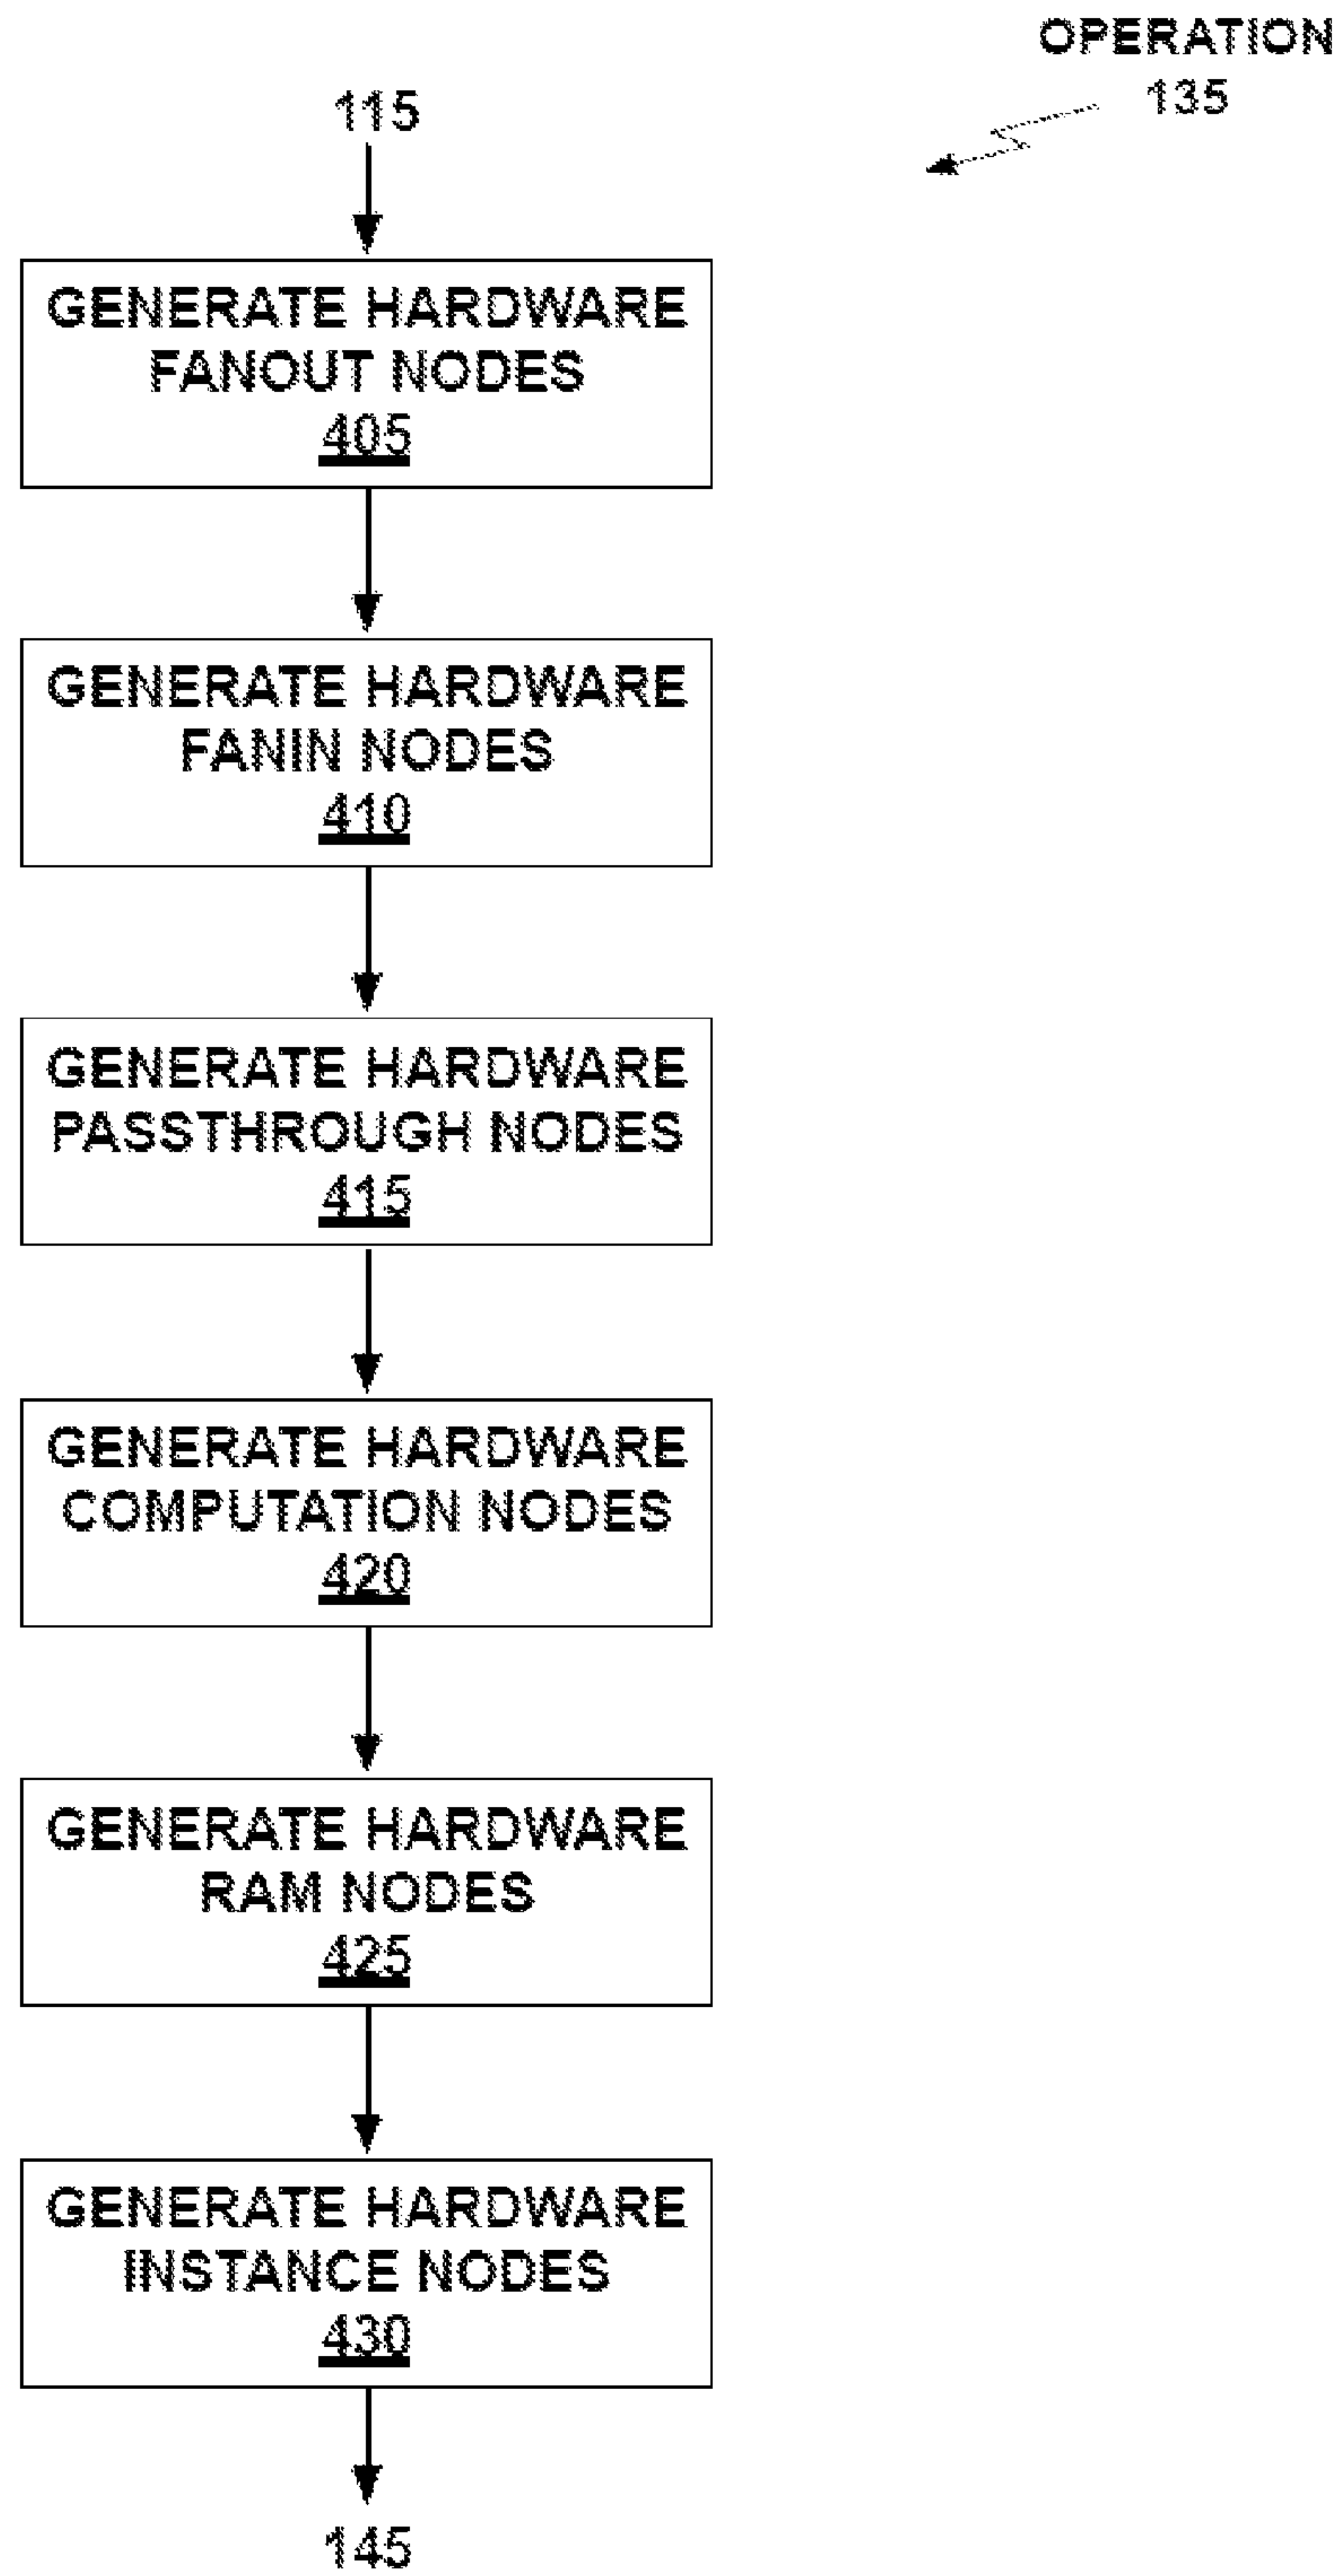 OPERATION
135
115
GENERATE HARDWARE
FANOUT NODES
405
GENERATE HARDWARE
FANIN NODES
410
GENERATE HARDWARE
PASSTHROUGH NODES
415
GENERATE HARDWARE
COMPUTATION NODES
420
GENERATE HARDWARE
RAM NODES
425
GENERATE HARDWARE
INSTANCE NODES
430
145